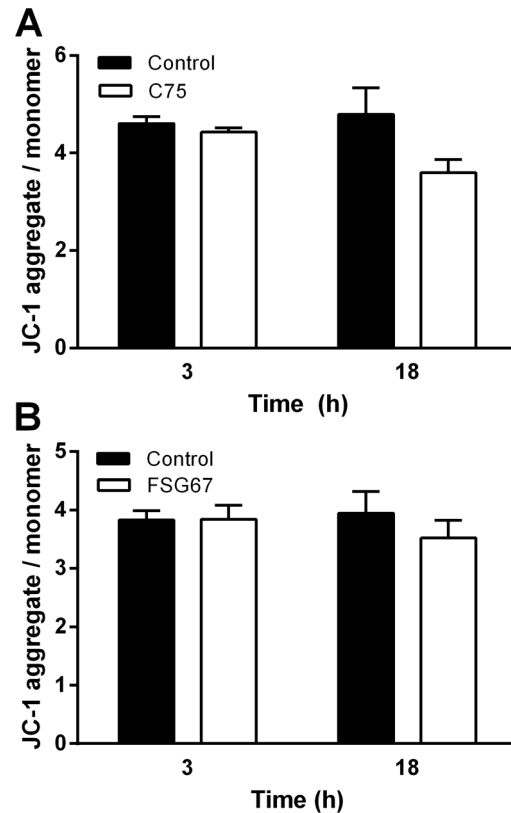 A
6
Control
C75
4
2
0
JC-1 aggregate / monomer
3
18
Time (h)
B
5
Control
FSG67
4
3
2
1
0
JC-1 aggregate / monomer
3
18
Time (h)